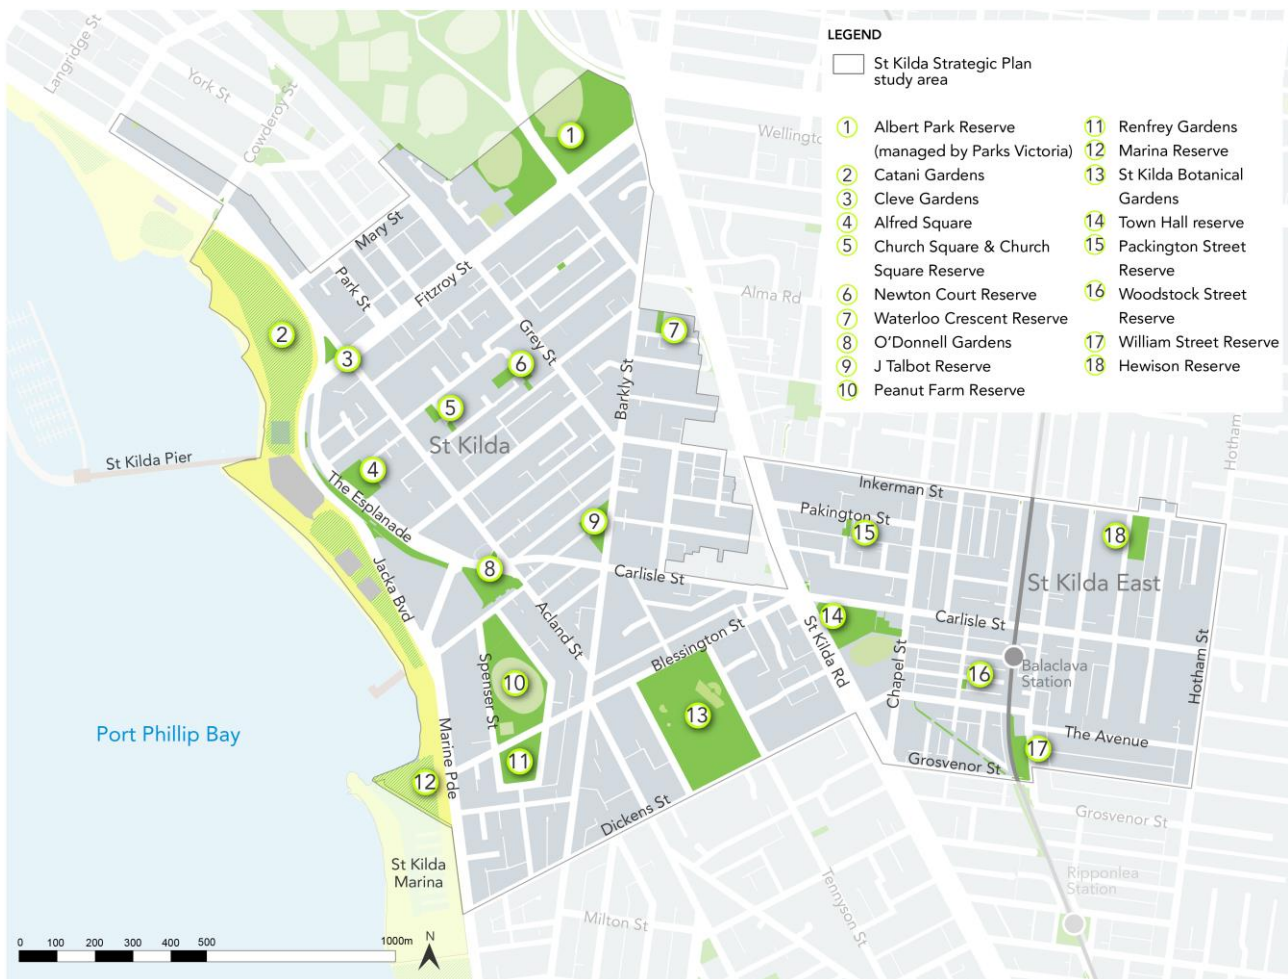 LEGEND
St Kilda Strategic Plan
study area
1 Albert Park Reserve
(managed by Parks Victoria)
2 Catani Gardens
3 Cleve Gardens
4 Alfred Square
5 Church Square & Church
Square Reserve
6 Newton Court Reserve
7 Waterloo Crescent Reserve
8 O'Donnell Gardens
9 J Talbot Reserve
10 Peanut Farm Reserve
11 Renfrey Gardens
12 Marina Reserve
13 St Kilda Botanical
Gardens
14 Town Hall reserve
15 Packington Street
Reserve
16 Woodstock Street
Reserve
17 William Street Reserve
18 Hewison Reserve
Langridge St
York St
Cowderoy St
Wellington
1
Mary St
Park St
Fitzroy St
Alma Rd
2
3
Grey St
7
6
Barkly St
5
St Kilda
Hotham
St Kilda Pier
4
The Esplanade
Inkerman St
Pakington St
9
15
18
8
Jacka Bvd
Carlisle St
St Kilda East
Acland St
14
Carlisle St
Blessington St
St Kilda Rd
Chapel St
Hotham St
Spenser St
10
16
Balaclava
Station
13
Port Phillip Bay
Marine Pde
The Avenue
17
11
Grosvenor St
12
Dickens St
Grosvenor St
St Kilda
Marina
Ripponlea
Station
Tennyson St
Milton St
0 100 200 300 400 500 1000m
N